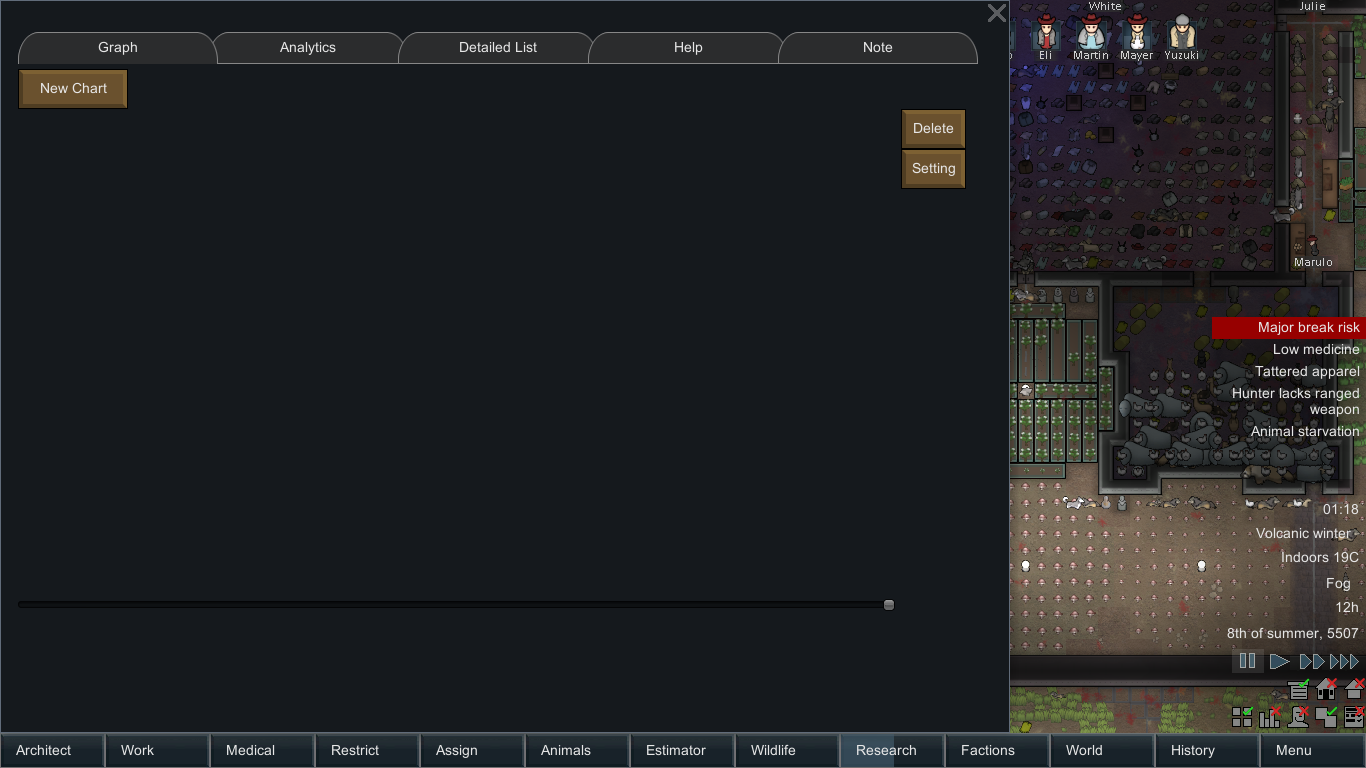 White
Julie
Eli
Martin
Mayer
Yuzuki
Graph
Analytics
Detailed List
Help
Note
New Chart
Delete
Setting
Marulo
Major break risk
Low medicine
Tattered apparel
Hunter lacks ranged
weapon
Animal starvation
01:18
Volcanic winter
Indoors 19C
Fog
12h
8th of summer, 5507
Architect
Work
Medical
Restrict
Assign
Animals
Estimator
Wildlife
Research
Factions
World
History
Menu